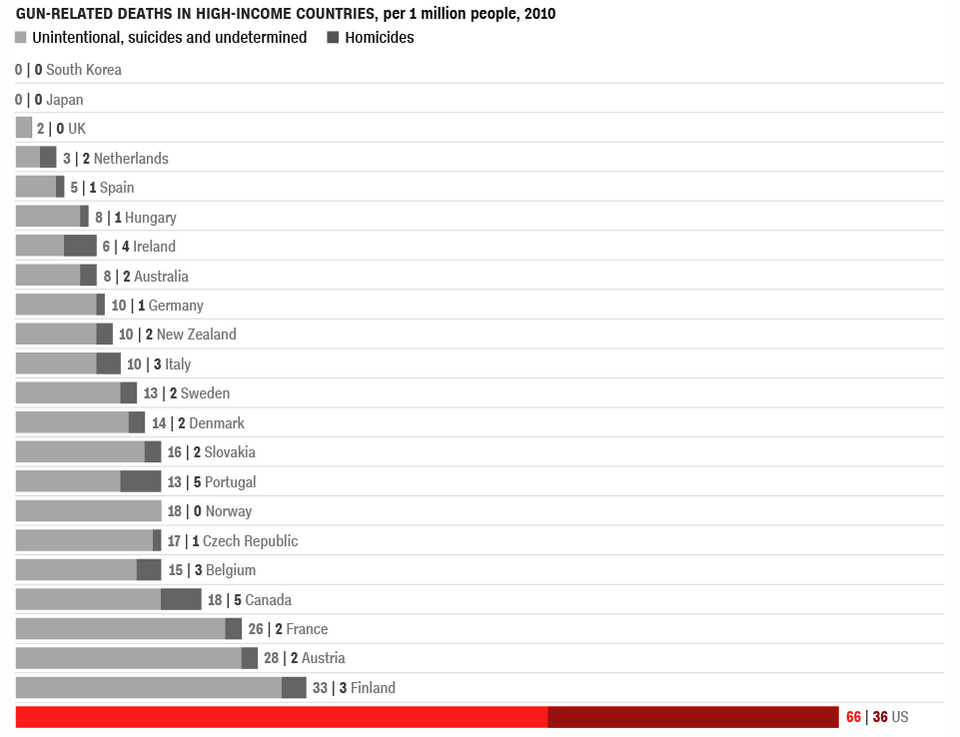 GUN-RELATED DEATHS IN HIGH-INCOME COUNTRIES, per 1 million people, 2010
Unintentional, suicides and undetermined Homicides
0 | 0 South Korea
0 | 0 Japan
2 | 0 UK
3 | 2 Netherlands
5 | 1 Spain
8 | 1 Hungary
6 | 4 Ireland
8 | 2 Australia
10 | 1 Germany
10 | 2 New Zealand
10 | 3 Italy
13 | 2 Sweden
14 | 2 Denmark
16 | 2 Slovakia
13 | 5 Portugal
18 | 0 Norway
17 | 1 Czech Republic
15 | 3 Belgium
18 | 5 Canada
26 | 2 France
28 | 2 Austria
33 | 3 Finland
66 | 36 US